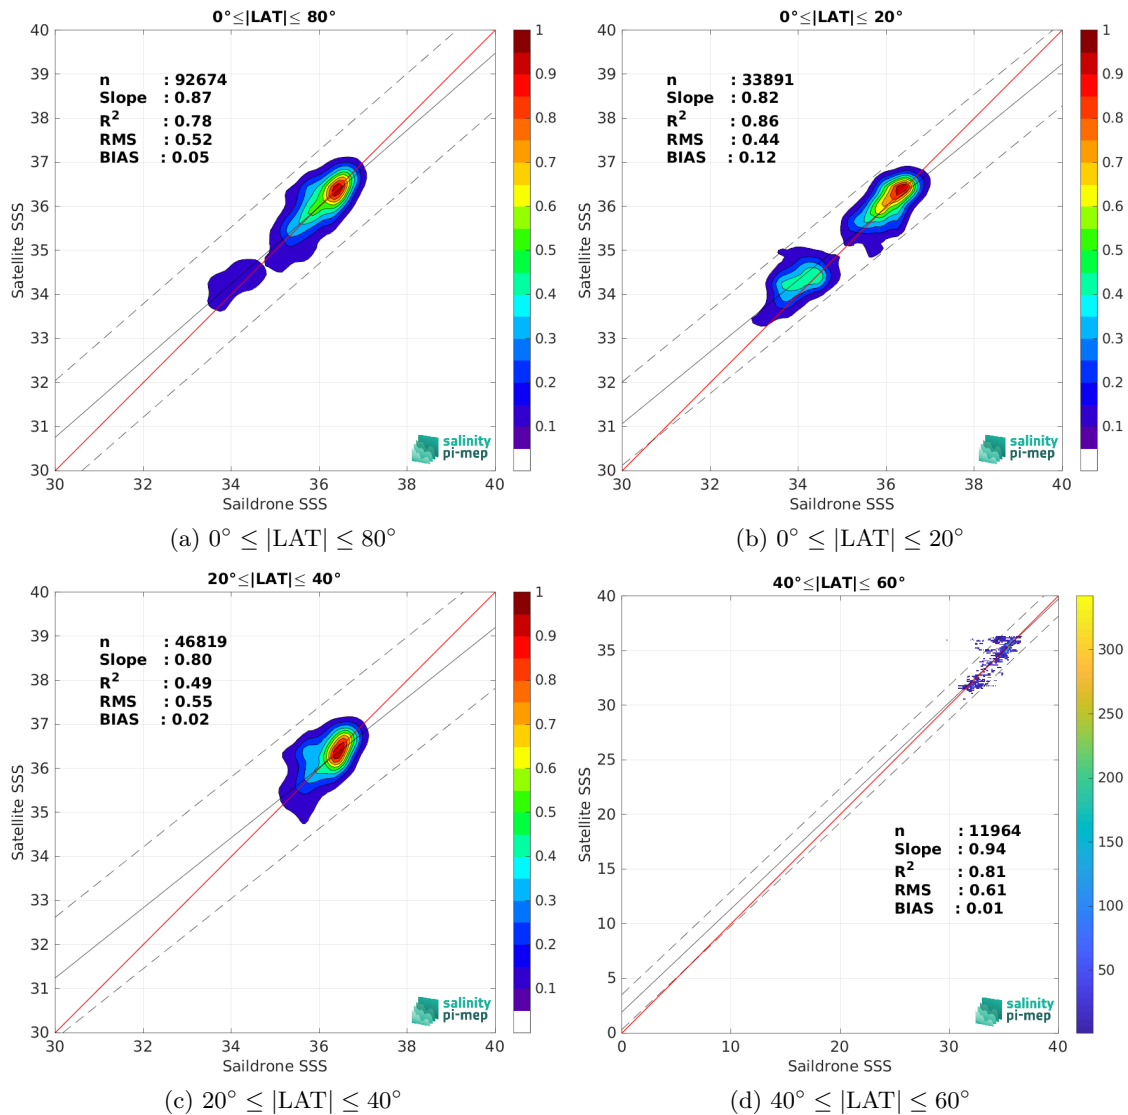 0°≤|LAT|≤ 80°
40
39
38
37
36
35
34
33
32
31
30
Satellite SSS
n : 92674
Slope : 0.87
R2 : 0.78
RMS : 0.52
BIAS : 0.05
salinity
pi-mep
30 32 34 36 38 40
Saildrone SSS
1
0.9
0.8
0.7
0.6
0.5
0.4
0.3
0.2
0.1
(a) 0° ≤ |LAT| ≤ 80°
0°≤|LAT|≤ 20°
40
39
38
37
36
35
34
33
32
31
30
Satellite SSS
n : 33891
Slope : 0.82
R2 : 0.86
RMS : 0.44
BIAS : 0.12
salinity
pi-mep
30 32 34 36 38 40
Saildrone SSS
1
0.9
0.8
0.7
0.6
0.5
0.4
0.3
0.2
0.1
(b) 0° ≤ |LAT| ≤ 20°
20°≤|LAT|≤ 40°
40
39
38
37
36
35
34
33
32
31
30
Satellite SSS
n : 46819
Slope : 0.80
R2 : 0.49
RMS : 0.55
BIAS : 0.02
salinity
pi-mep
30 32 34 36 38 40
Saildrone SSS
1
0.9
0.8
0.7
0.6
0.5
0.4
0.3
0.2
0.1
(c) 20° ≤ |LAT| ≤ 40°
40°≤|LAT|≤ 60°
40
35
30
25
20
15
10
5
0
Satellite SSS
n : 11964
Slope : 0.94
R2 : 0.81
RMS : 0.61
BIAS : 0.01
salinity
pi-mep
0 10 20 30 40
Saildrone SSS
300
250
200
150
100
50
(d) 40° ≤ |LAT| ≤ 60°